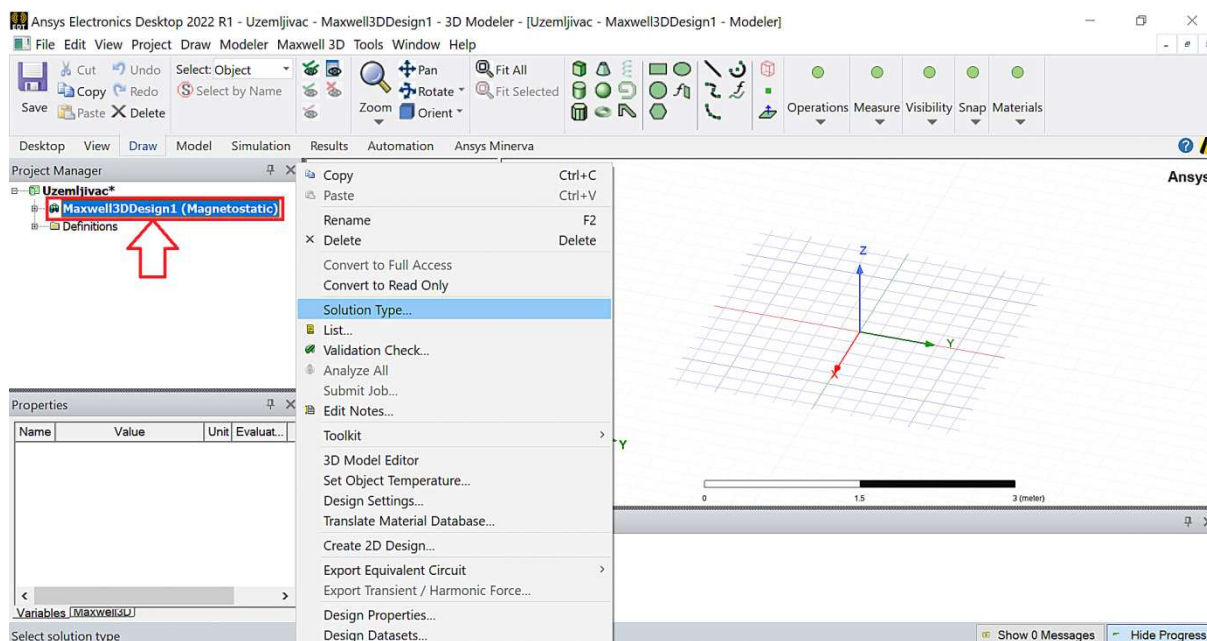 Ansys Electronics Desktop 2022 R1 - Uzemljivac - Maxwell3DDesign1 - 3D Modeler - [Uzemljivac - Maxwell3DDesign1 - Modeler]
File Edit View Project Draw Modeler Maxwell 3D Tools Window Help
Save
Cut Undo
Copy Redo
Paste Delete
Select: Object
Select by Name
Zoom
Pan
Rotate
Orient
Fit All
Fit Selected
Operations Measure Visibility Snap Materials
Desktop View Draw Model Simulation Results Automation Ansys Minerva
Project Manager
Uzemljivac*
Maxwell3DDesign1 (Magnetostatic)
Definitions
Properties
Name Value Unit Evaluat...
Variables Maxwell3D
Select solution type
Copy Ctrl+C
Paste Ctrl+V
Rename F2
Delete Delete
Convert to Full Access
Convert to Read Only
Solution Type...
List...
Validation Check...
Analyze All
Submit Job...
Edit Notes...
Toolkit
3D Model Editor
Set Object Temperature...
Design Settings...
Translate Material Database...
Create 2D Design...
Export Equivalent Circuit
Export Transient / Harmonic Force...
Design Properties...
Design Datasets...
Ansys
Z
Y
X
Y
0 1.5 3 (meter)
Show 0 Messages Hide Progress